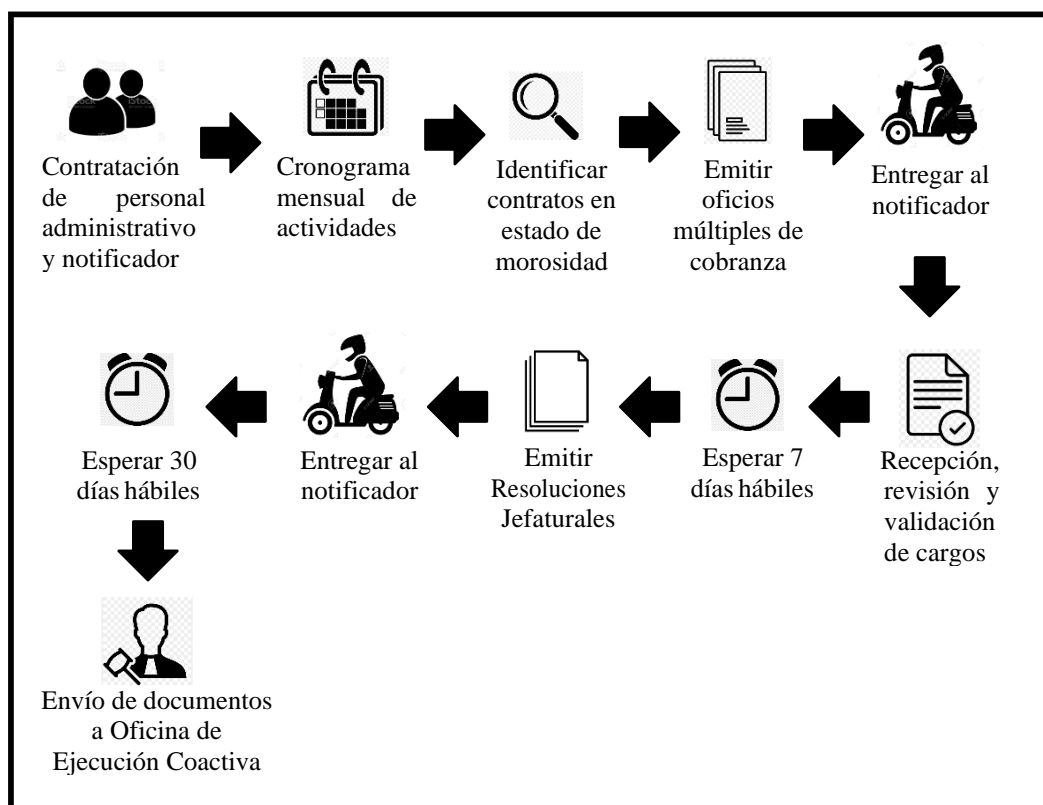 iStock
iStock
Contratación
de personal
administrativo
y notificador
Cronograma
mensual de
actividades
Identificar
contratos en
estado de
morosidad
Emitir
oficios
múltiples de
cobranza
Entregar al
notificador
Recepción,
revisión y
validación
de cargos
Esperar 7
días hábiles
Emitir
Resoluciones
Jefaturales
Entregar al
notificador
Esperar 30
días hábiles
Envío de documentos
a Oficina de
Ejecución Coactiva